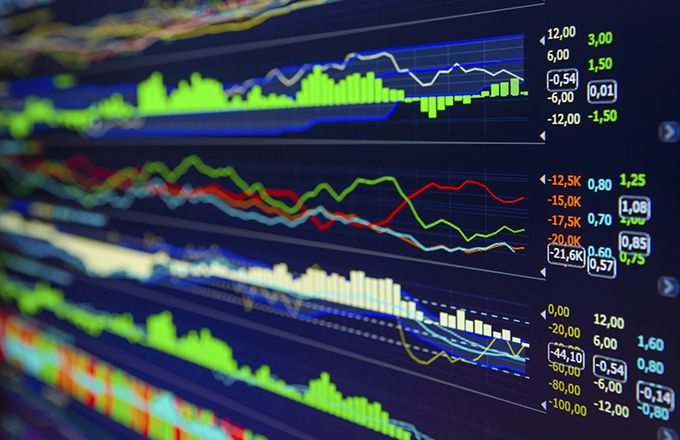 12,00 3,00
6,00 1,50
-0,54 0,01
-6,00 -1,50
-12,00
-12,5K 0,80 1,25
-15,0K 1,08
-17,5K 0,70 1,00
-20,0K 0,85
-21,6K 0,60 0,75
0,57
0,00 12,00
-20,00 6,00 1,60
-44,10 -0,54 0,80
-60,00 -6,00 -0,14
-80,00 -12,00 -0,80
-100,00